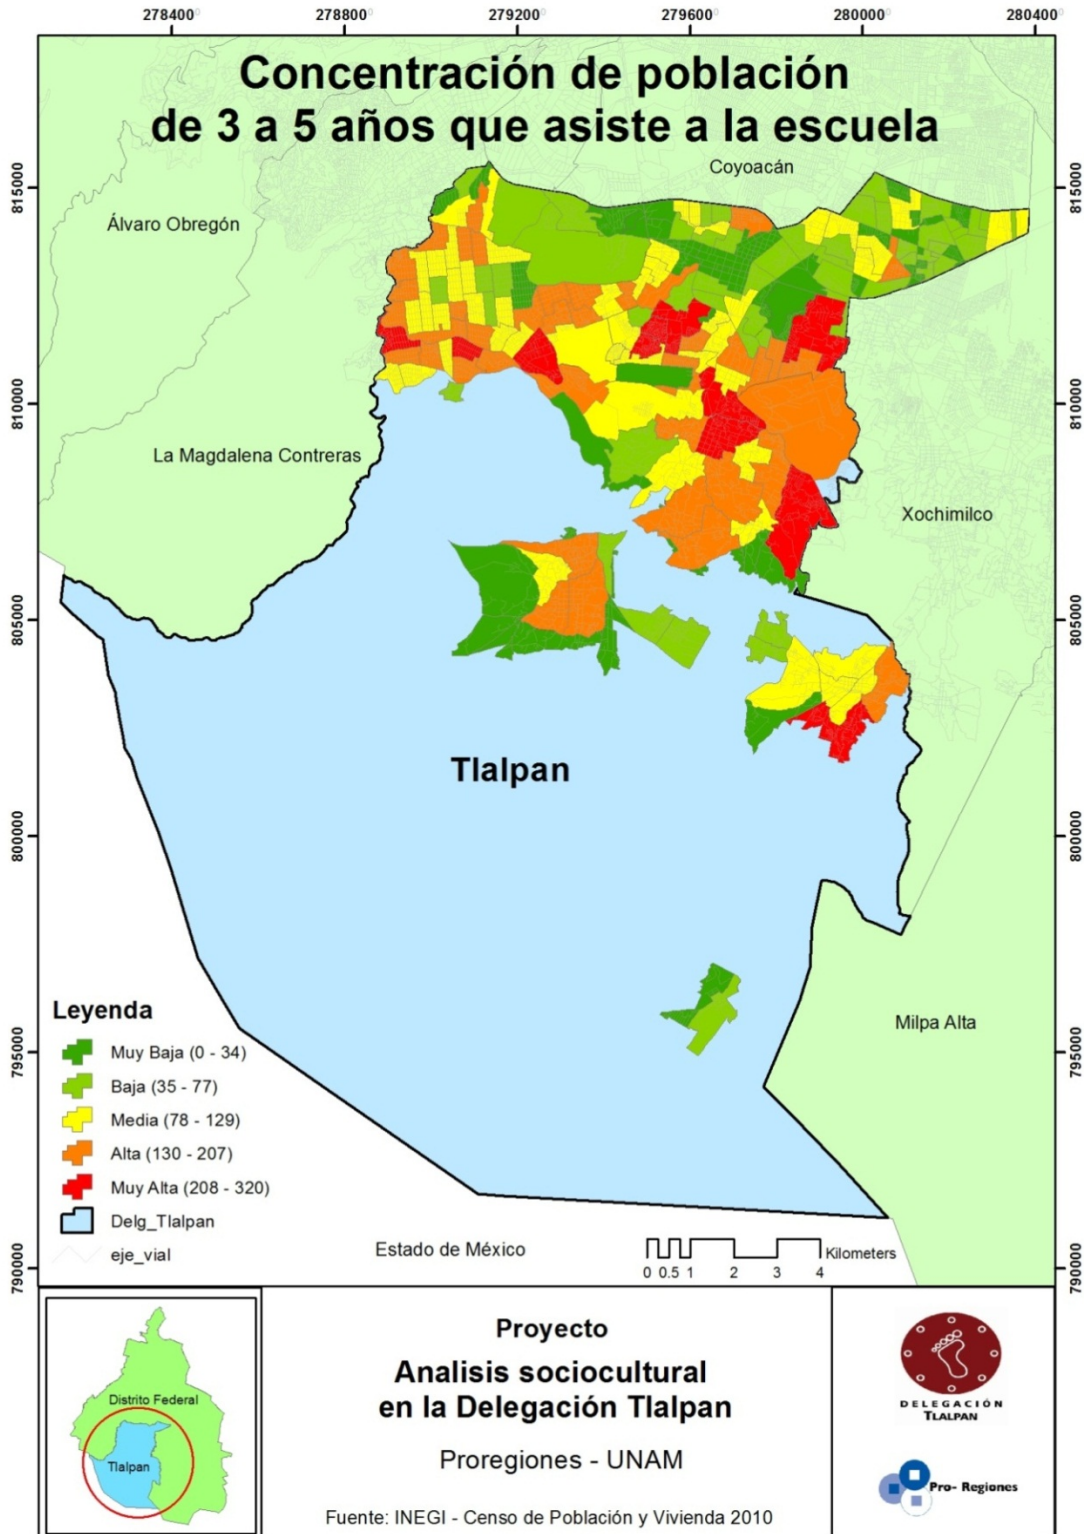 278400 278800 279200 279600 280000 280400
Concentración de población
de 3 a 5 años que asiste a la escuela
Coyoacán
815000 815000
Álvaro Obregón
810000 810000
La Magdalena Contreras
Xochimilco
805000 805000
Tlalpan
800000 800000
Leyenda
Muy Baja (0 - 34)
Baja (35 - 77)
Media (78 - 129)
Alta (130 - 207)
Muy Alta (208 - 320)
Delg_Tlalpan
eje_vial
Milpa Alta
795000 795000
Estado de México
Kilometers
0 0.5 1 2 3 4
790000 790000
Distrito Federal
Tlalpan
Proyecto
Analisis sociocultural
en la Delegación Tlalpan
Proregiones - UNAM
Fuente: INEGI - Censo de Población y Vivienda 2010
DELEGACIÓN
TLALPAN
Pro- Regiones